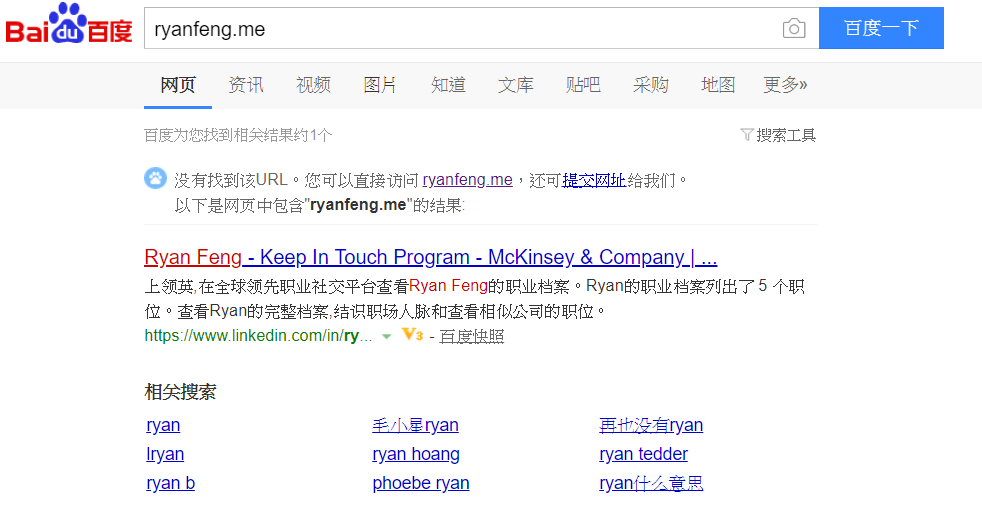 Bai du 百度 ryanfeng.me 百度一下
网页 资讯 视频 图片 知道 文库 贴吧 采购 地图 更多»
百度为您找到相关结果约1个 搜索工具
没有找到该URL。您可以直接访问 ryanfeng.me，还可提交网址给我们。
以下是网页中包含"ryanfeng.me"的结果:
Ryan Feng - Keep In Touch Program - McKinsey & Company | ...
上领英,在全球领先职业社交平台查看Ryan Feng的职业档案。Ryan的职业档案列出了 5 个职
位。查看Ryan的完整档案,结识职场人脉和查看相似公司的职位。
https://www.linkedin.com/in/ry... V3 - 百度快照
相关搜索
ryan 毛小星ryan 再也没有ryan
lryan ryan hoang ryan tedder
ryan b phoebe ryan ryan什么意思